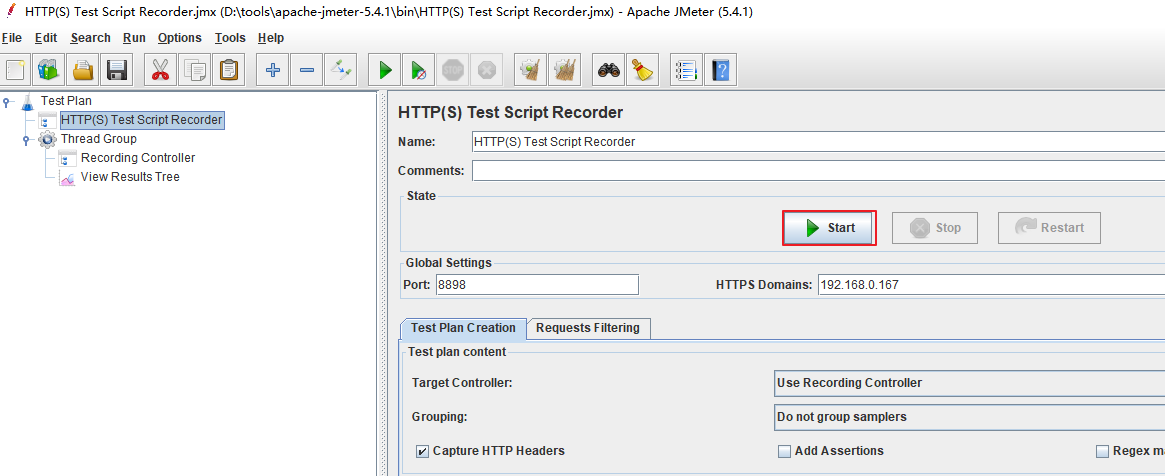 HTTP(S) Test Script Recorder.jmx (D:\tools\apache-jmeter-5.4.1\bin\HTTP(S) Test Script Recorder.jmx) - Apache JMeter (5.4.1)
File Edit Search Run Options Tools Help
STOP
?
Test Plan
HTTP(S) Test Script Recorder
Thread Group
Recording Controller
View Results Tree
HTTP(S) Test Script Recorder
Name: HTTP(S) Test Script Recorder
Comments:
State
Start Stop Restart
Global Settings
Port: 8898 HTTPS Domains: 192.168.0.167
Test Plan Creation Requests Filtering
Test plan content
Target Controller: Use Recording Controller
Grouping: Do not group samplers
Capture HTTP Headers Add Assertions Regex ma